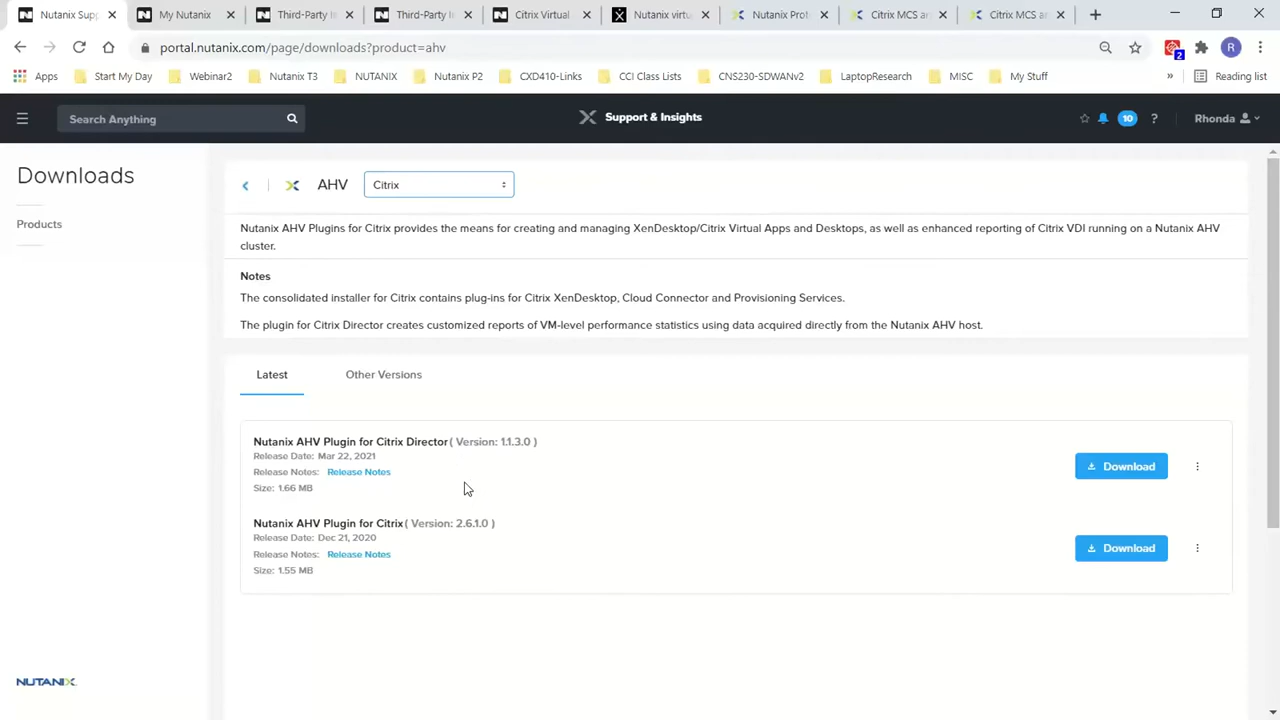 Nutanix Sup
My Nutanix
Third-Party I
Third-Party I
Citrix Virtual
Nutanix virtu
Nutanix Prot
Citrix MCS a
Citrix MCS a
portal.nutanix.com/page/downloads?product=ahv
2
R
Apps
Start My Day
Webinar2
Nutanix T3
NUTANIX
Nutanix P2
CXD410-Links
CCI Class Lists
CNS230-SDWANv2
LaptopResearch
MISC
My Stuff
»
Reading list
Search Anything
Support & Insights
10
?
Rhonda
Downloads
Products
AHV
Citrix
Nutanix AHV Plugins for Citrix provides the means for creating and managing XenDesktop/Citrix Virtual Apps and Desktops, as well as enhanced reporting of Citrix VDI running on a Nutanix AHV
cluster.
Notes
The consolidated installer for Citrix contains plug-ins for Citrix XenDesktop, Cloud Connector and Provisioning Services.
The plugin for Citrix Director creates customized reports of VM-level performance statistics using data acquired directly from the Nutanix AHV host.
Latest
Other Versions
Nutanix AHV Plugin for Citrix Director ( Version: 1.1.3.0 )
Release Date: Mar 22, 2021
Release Notes: Release Notes
Size: 1.66 MB
Download
Nutanix AHV Plugin for Citrix ( Version: 2.6.1.0 )
Release Date: Dec 21, 2020
Release Notes: Release Notes
Size: 1.55 MB
Download
NUTANIX